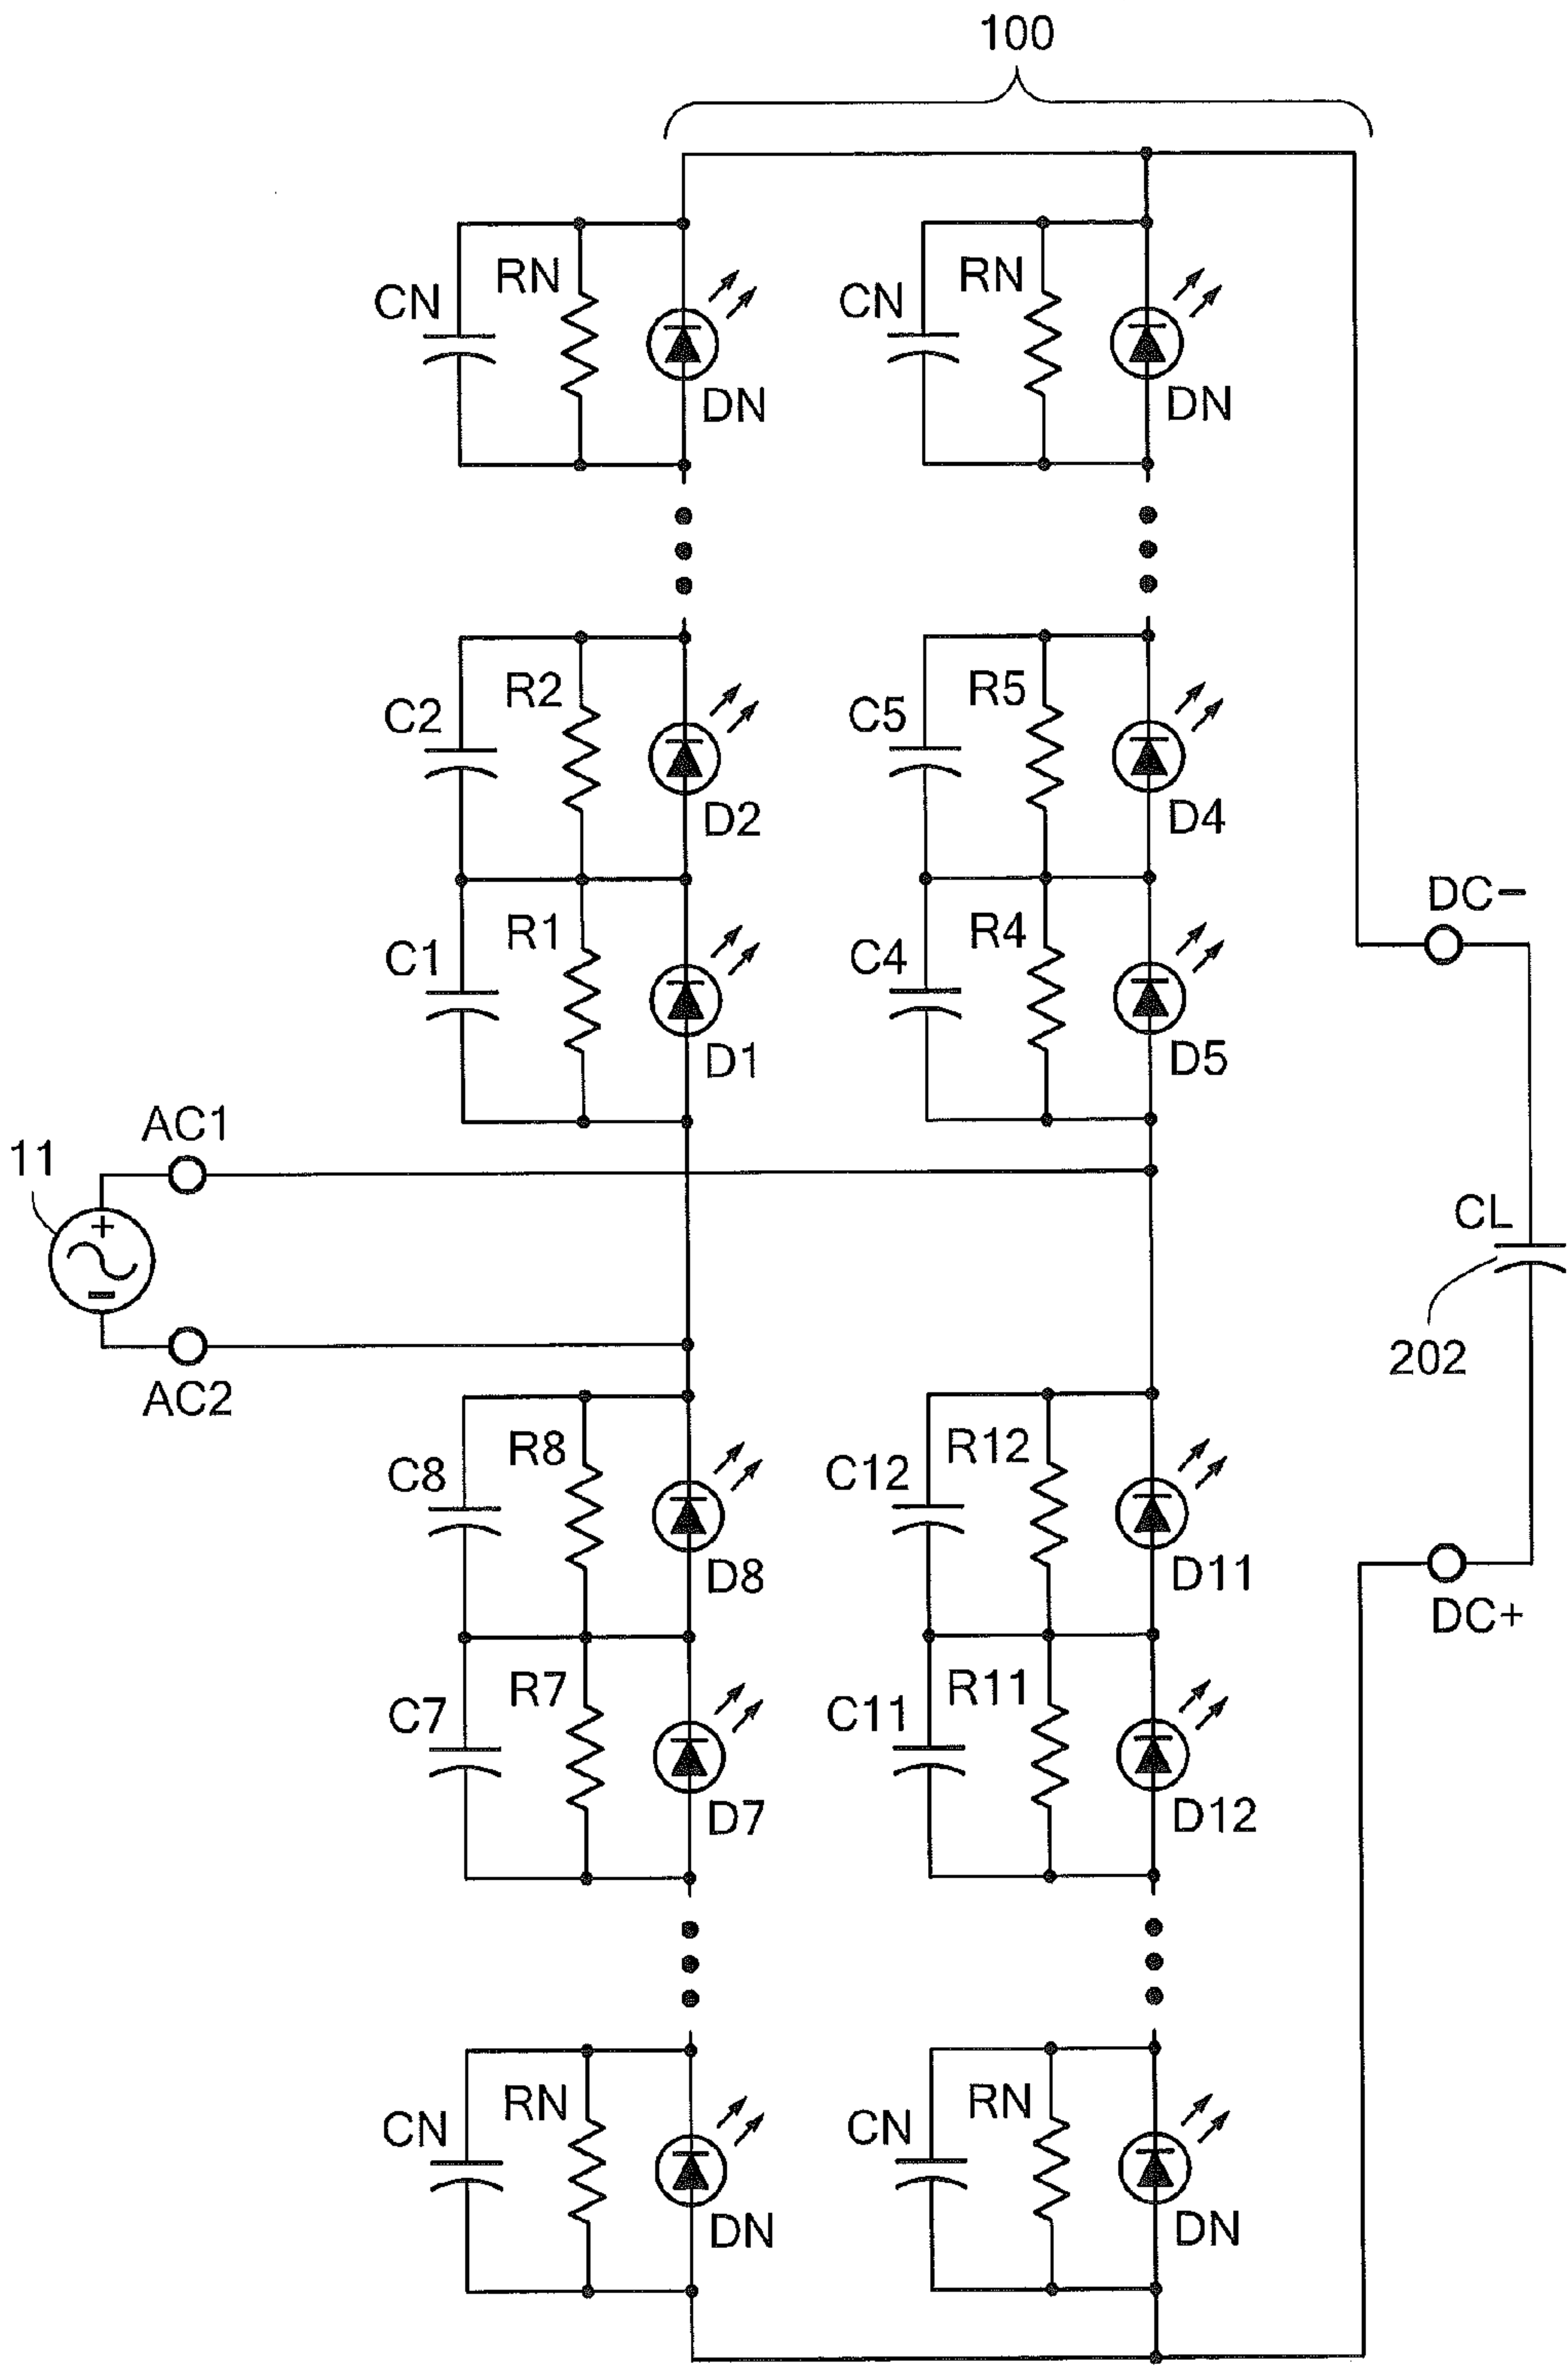 100
CN RN CN RN
DN DN
C2 R2 C5 R5
D2 D4
C1 R1 C4 R4
DC−
D1 D5
AC1
11
+
−
CL
202
AC2
C8 R8 C12 R12
D8 D11
DC+
C7 R7 C11 R11
D7 D12
CN RN CN RN
DN DN